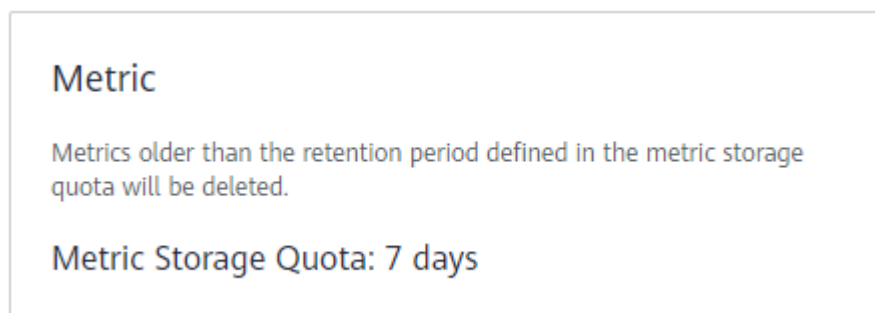 Metric
Metrics older than the retention period defined in the metric storage
quota will be deleted.
Metric Storage Quota: 7 days